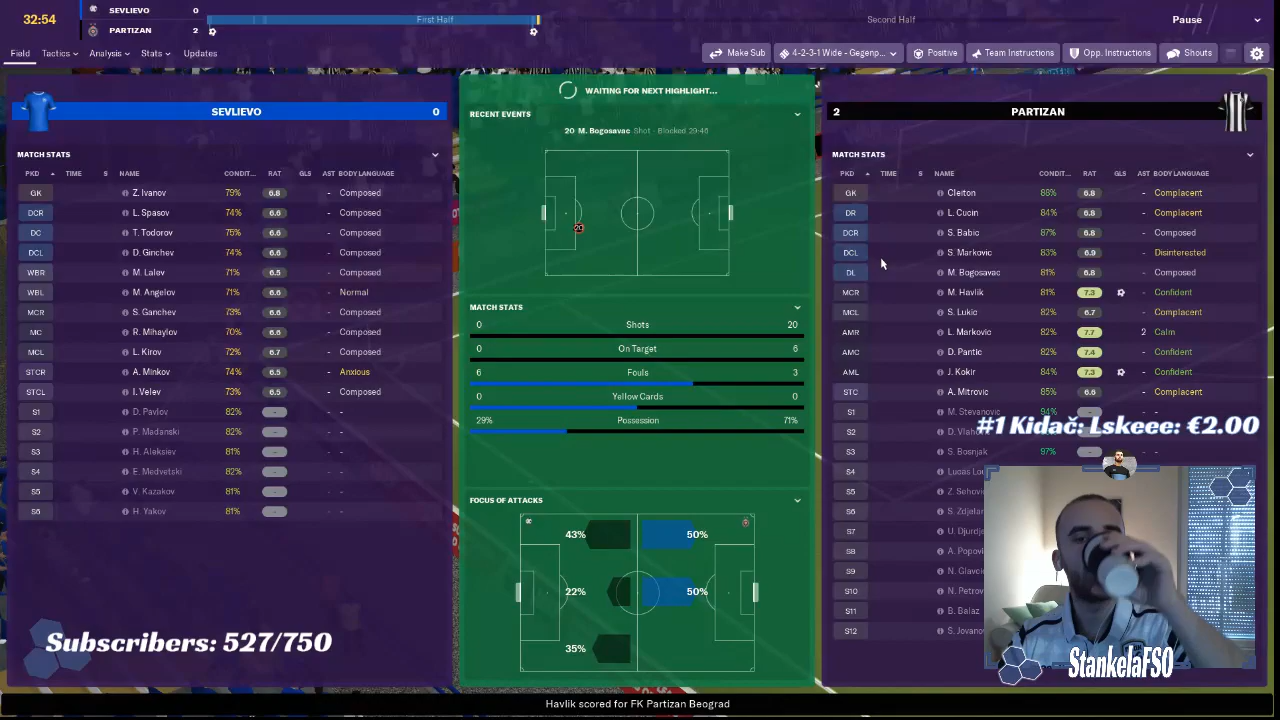 32:54
SEVLIEVO 0
PARTIZAN 2
First Half
Second Half
Pause
Field Tactics Analysis Stats Updates
Make Sub 4-2-3-1 Wide - Gegenp... Positive Team Instructions Opp. Instructions Shouts
SEVLIEVO 0
MATCH STATS
PKD TIME S NAME CONDIT... RAT GLS AST BODY LANGUAGE
GK Z. Ivanov 79% 6.8 - Composed
DCR L. Spasov 74% 6.6 - Composed
DC T. Todorov 75% 6.6 - Composed
DCL D. Ginchev 74% 6.6 - Composed
WBR M. Lalev 71% 6.5 - Composed
WBL M. Angelov 71% 6.6 - Normal
MCR S. Ganchev 73% 6.6 - Composed
MC R. Mihaylov 70% 6.6 - Composed
MCL L. Kirov 72% 6.7 - Composed
STCR A. Minkov 74% 6.5 - Anxious
STCL I. Velev 73% 6.5 - Composed
S1 D. Pavlov 82% - - -
S2 P. Madanski 82% - - -
S3 H. Aleksiev 81% - - -
S4 E. Medvetski 82% - - -
S5 V. Kazakov 81% - - -
S6 H. Yakov 81% - - -
Subscribers: 527/750
WAITING FOR NEXT HIGHLIGHT...
RECENT EVENTS
20 M. Bogosavac Shot - Blocked 29:46
20
MATCH STATS
0 Shots 20
0 On Target 6
6 Fouls 3
0 Yellow Cards 0
29% Possession 71%
FOCUS OF ATTACKS
43% 50%
22% 50%
35%
2 PARTIZAN
MATCH STATS
PKD TIME S NAME CONDIT... RAT GLS AST BODY LANGUAGE
GK Cleiton 88% 6.8 - Complacent
DR L. Cucin 84% 6.8 - Complacent
DCR S. Babic 87% 6.8 - Composed
DCL S. Markovic 83% 6.9 - Disinterested
DL M. Bogosavac 81% 6.8 - Composed
MCR M. Havlik 81% 7.3 - Confident
MCL S. Lukic 82% 6.7 - Complacent
AMR L. Markovic 82% 7.7 2 Calm
AMC D. Pantic 82% 7.4 - Confident
AML J. Kokir 84% 7.3 - Confident
STC A. Mitrovic 85% 6.6 - Complacent
S1 M. Stevanovic 94% - - -
#1 Kidač: Lskeee: €2.00
S2 D. Vlaho
S3 S. Bosnjak 97% - - -
S4 Lucas Lou
S5 Z. Sehovic
S6 S. Zdjelar
S7 U. Djurdje
S8 A. Popovi
S9 N. Glavci
S10 N. Petrov
S11 B. Balaz
S12 S. Jovano
StankelaFSO
Havlik scored for FK Partizan Beograd